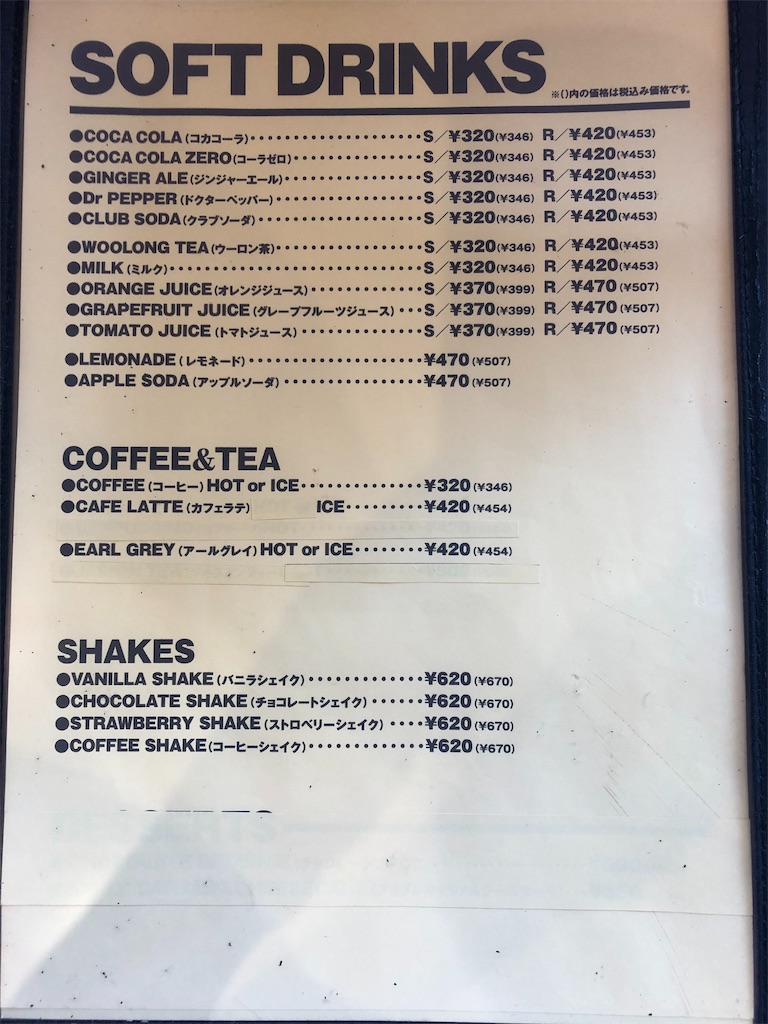 SOFT DRINKS ※()内の価格は税込み価格です。
●COCA COLA(コカコーラ)・・・・・・・・・・・・・・・・・・・・S／¥320(¥346) R／¥420(¥453)
●COCA COLA ZERO(コーラゼロ)・・・・・・・・・・・・・・・S／¥320(¥346) R／¥420(¥453)
●GINGER ALE(ジンジャーエール)・・・・・・・・・・・・・・・・S／¥320(¥346) R／¥420(¥453)
●Dr PEPPER(ドクターペッパー)・・・・・・・・・・・・・・・・・S／¥320(¥346) R／¥420(¥453)
●CLUB SODA(クラブソーダ)・・・・・・・・・・・・・・・・・・・S／¥320(¥346) R／¥420(¥453)
●WOOLONG TEA(ウーロン茶)・・・・・・・・・・・・・・・・・S／¥320(¥346) R／¥420(¥453)
●MILK(ミルク)・・・・・・・・・・・・・・・・・・・・・・・・・・・・・S／¥320(¥346) R／¥420(¥453)
●ORANGE JUICE(オレンジジュース)・・・・・・・・・・・・・S／¥370(¥399) R／¥470(¥507)
●GRAPEFRUIT JUICE(グレープフルーツジュース)・・・S／¥370(¥399) R／¥470(¥507)
●TOMATO JUICE(トマトジュース)・・・・・・・・・・・・・・S／¥370(¥399) R／¥470(¥507)
●LEMONADE(レモネード)・・・・・・・・・・・・・・・・・・・・¥470(¥507)
●APPLE SODA(アップルソーダ)・・・・・・・・・・・・・・・・¥470(¥507)
COFFEE&TEA
●COFFEE(コーヒー)HOT or ICE・・・・・・・・・・・・・・¥320(¥346)
●CAFE LATTE(カフェラテ) ICE・・・・・・・・・¥420(¥454)
●EARL GREY(アールグレイ)HOT or ICE・・・・・・・・¥420(¥454)
SHAKES
●VANILLA SHAKE(バニラシェイク)・・・・・・・・・・・・・¥620(¥670)
●CHOCOLATE SHAKE(チョコレートシェイク)・・・・・・¥620(¥670)
●STRAWBERRY SHAKE(ストロベリーシェイク)・・・・¥620(¥670)
●COFFEE SHAKE(コーヒーシェイク)・・・・・・・・・・・・・¥620(¥670)